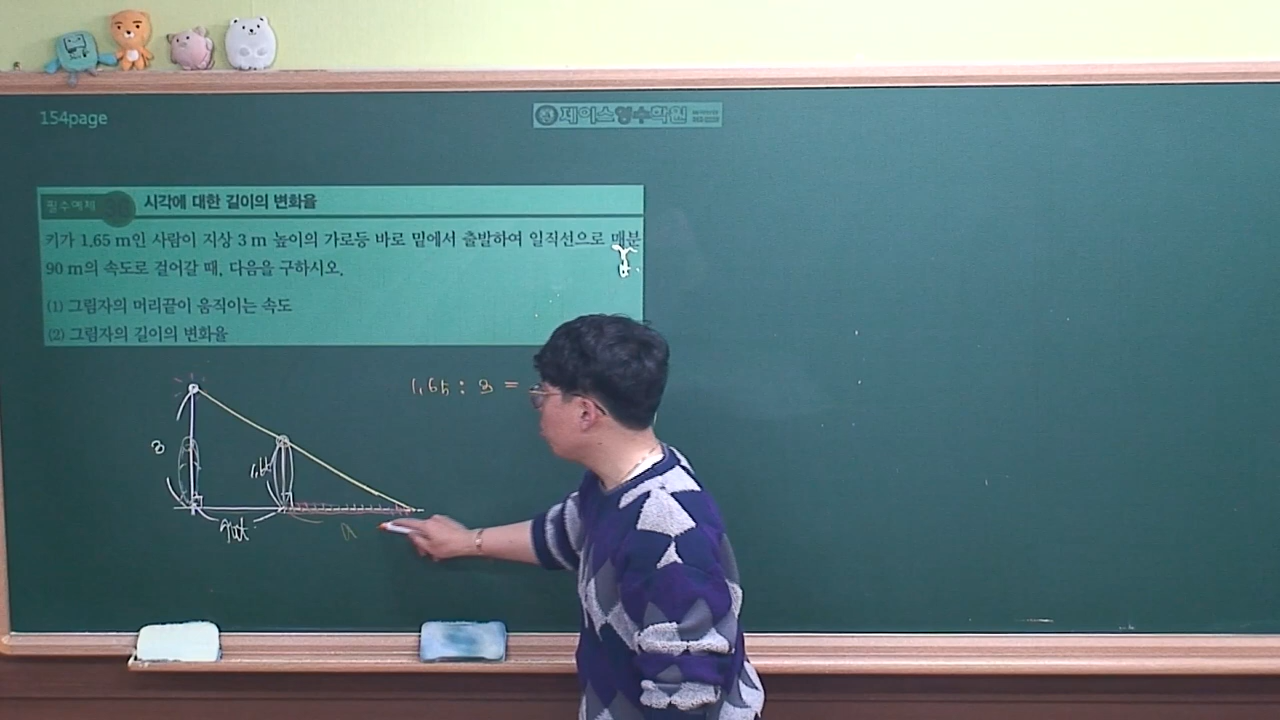 154page
제이스영수학원
필수예제
시각에 대한 길이의 변화율
키가 1.65 m인 사람이 지상 3 m 높이의 가로등 바로 밑에서 출발하여 일직선으로 매분
90 m의 속도로 걸어갈 때, 다음을 구하시오.
(1) 그림자의 머리끝이 움직이는 속도
(2) 그림자의 길이의 변화율
1.65 : 3 =
3
90t
a